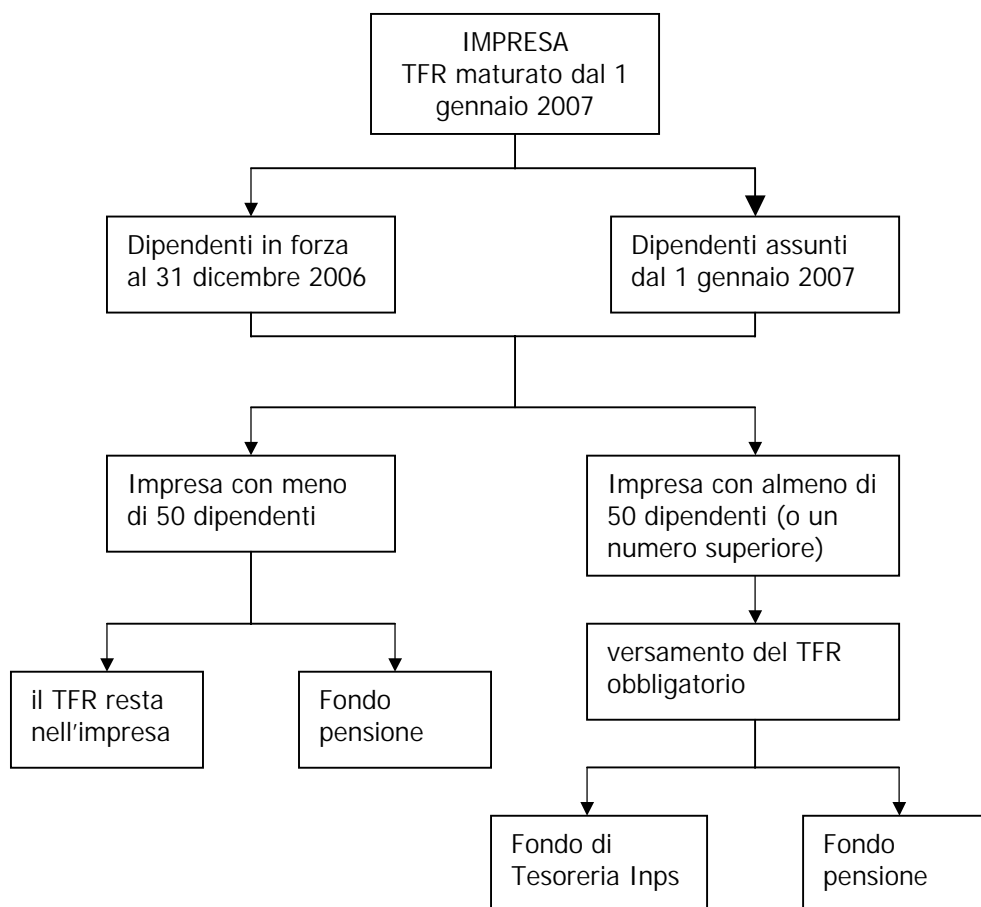 IMPRESA
TFR maturato dal 1
gennaio 2007
Dipendenti in forza
al 31 dicembre 2006
Dipendenti assunti
dal 1 gennaio 2007
Impresa con meno
di 50 dipendenti
Impresa con almeno di
50 dipendenti (o un
numero superiore)
il TFR resta
nell'impresa
Fondo
pensione
versamento del TFR
obbligatorio
Fondo di
Tesoreria Inps
Fondo
pensione